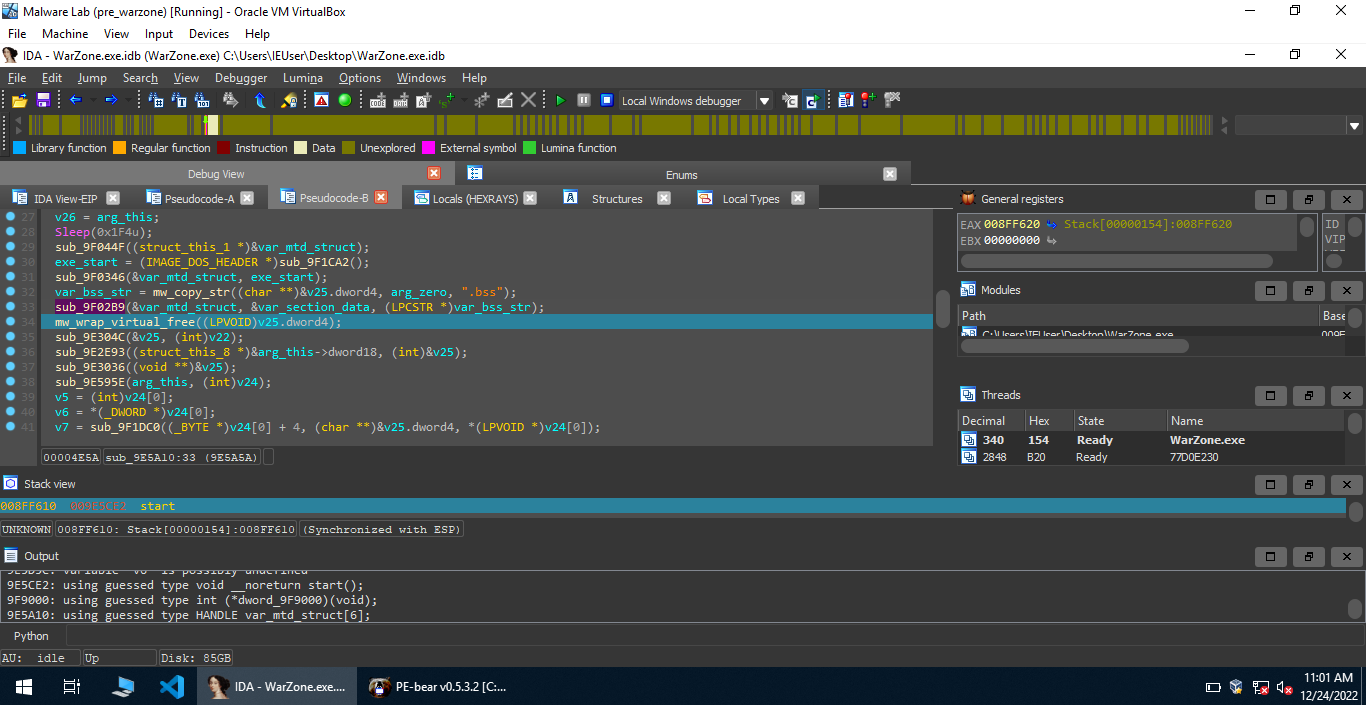 Malware Lab (pre_warzone) [Running] - Oracle VM VirtualBox
File Machine View Input Devices Help
IDA - WarZone.exe.idb (WarZone.exe) C:\Users\IEUser\Desktop\WarZone.exe.idb
File Edit Jump Search View Debugger Lumina Options Windows Help
Local Windows debugger
Library function Regular function Instruction Data Unexplored External symbol Lumina function
Debug View Enums
IDA View-EIP Pseudocode-A Pseudocode-B Locals (HEXRAYS) Structures Local Types
27 v26 = arg_this;
28 Sleep(0x1F4u);
29 sub_9F044F((struct_this_1 *)&var_mtd_struct);
30 exe_start = (IMAGE_DOS_HEADER *)sub_9F1CA2();
31 sub_9F0346(&var_mtd_struct, exe_start);
32 var_bss_str = mw_copy_str((char **)&v25.dword4, arg_zero, ".bss");
33 sub_9F02B9(&var_mtd_struct, &var_section_data, (LPCSTR *)var_bss_str);
34 mw_wrap_virtual_free((LPVOID)v25.dword4);
35 sub_9E304C(&v25, (int)v22);
36 sub_9E2E93((struct_this_8 *)&arg_this->dword18, (int)&v25);
37 sub_9E3036((void **)&v25);
38 sub_9E595E(arg_this, (int)v24);
39 v5 = (int)v24[0];
40 v6 = *(_DWORD *)v24[0];
41 v7 = sub_9F1DC0((_BYTE *)v24[0] + 4, (char **)&v25.dword4, *(LPVOID *)v24[0]);
00004E5A sub_9E5A10:33 (9E5A5A)
General registers
EAX 008FF620 Stack[00000154]:008FF620
EBX 00000000
ID
VIP
Modules
Path Base
C:\Users\IEUser\Desktop\WarZone.exe 009E
Threads
Decimal Hex State Name
340 154 Ready WarZone.exe
2848 B20 Ready 77D0E230
Stack view
008FF610 009E5CE2 start
UNKNOWN 008FF610: Stack[00000154]:008FF610 (Synchronized with ESP)
Output
variable 'v6' is possibly undefined
9E5CE2: using guessed type void __noreturn start();
9F9000: using guessed type int (*dword_9F9000)(void);
9E5A10: using guessed type HANDLE var_mtd_struct[6];
Python
AU: idle Up Disk: 85GB
IDA - WarZone.exe.... PE-bear v0.5.3.2 [C:...
11:01 AM
12/24/2022